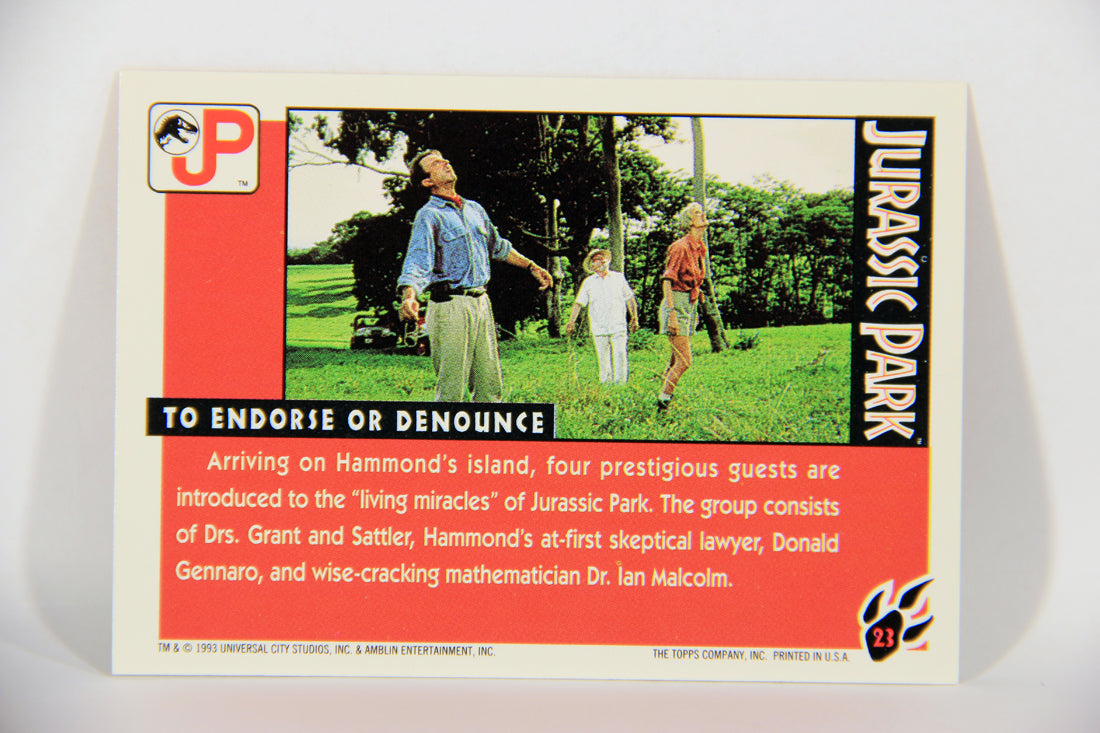 JP
TM
JURASSIC PARK
TM
TO ENDORSE OR DENOUNCE
Arriving on Hammond's island, four prestigious guests are
introduced to the "living miracles" of Jurassic Park. The group consists
of Drs. Grant and Sattler, Hammond's at-first skeptical lawyer, Donald
Gennaro, and wise-cracking mathematician Dr. Ian Malcolm.
23
TM & © 1993 UNIVERSAL CITY STUDIOS, INC. & AMBLIN ENTERTAINMENT, INC.
THE TOPPS COMPANY, INC. PRINTED IN U.S.A.